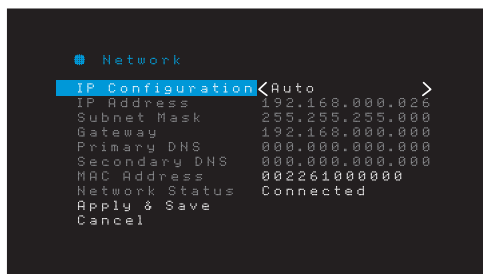 Network
IP Configuration <Auto >
IP Address 192.168.000.026
Subnet Mask 255.255.255.000
Gateway 192.168.000.000
Primary DNS 000.000.000.000
Secondary DNS 000.000.000.000
MAC Address 002261000000
Network Status Connected
Apply & Save
Cancel